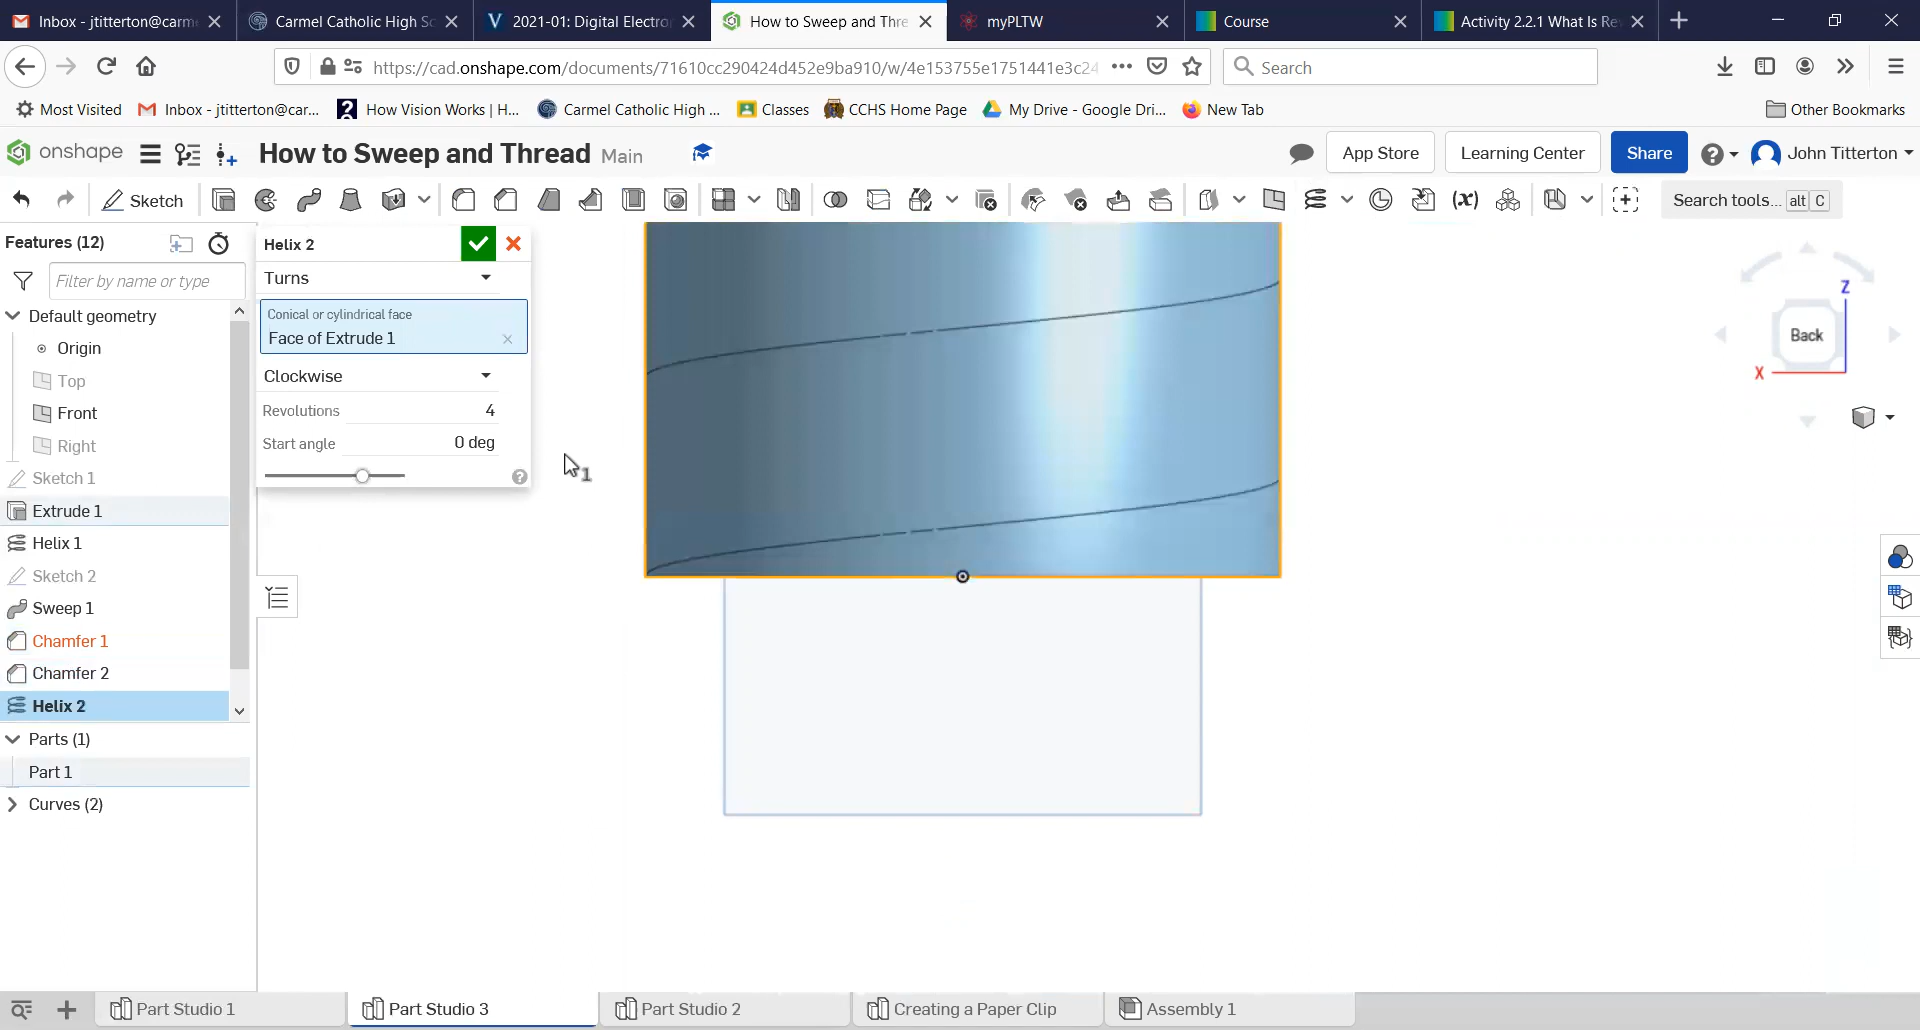 Inbox - jtitterton@carm
Carmel Catholic High Sc
2021-01: Digital Electro
How to Sweep and Thre
myPLTW
Course
Activity 2.2.1 What Is Re
https://cad.onshape.com/documents/71610cc290424d452e9ba910/w/4e153755e1751441e3c24
Search
Most Visited
Inbox - jtitterton@car...
How Vision Works | H...
Carmel Catholic High ...
Classes
CCHS Home Page
My Drive - Google Dri...
New Tab
Other Bookmarks
onshape
How to Sweep and Thread Main
App Store
Learning Center
Share
John Titterton
Sketch
Search tools... alt C
Features (12)
Filter by name or type
Default geometry
Origin
Top
Front
Right
Sketch 1
Extrude 1
Helix 1
Sketch 2
Sweep 1
Chamfer 1
Chamfer 2
Helix 2
Parts (1)
Part 1
Curves (2)
Helix 2
Turns
Conical or cylindrical face
Face of Extrude 1
Clockwise
Revolutions 4
Start angle 0 deg
1
Z
Back
X
Part Studio 1
Part Studio 3
Part Studio 2
Creating a Paper Clip
Assembly 1